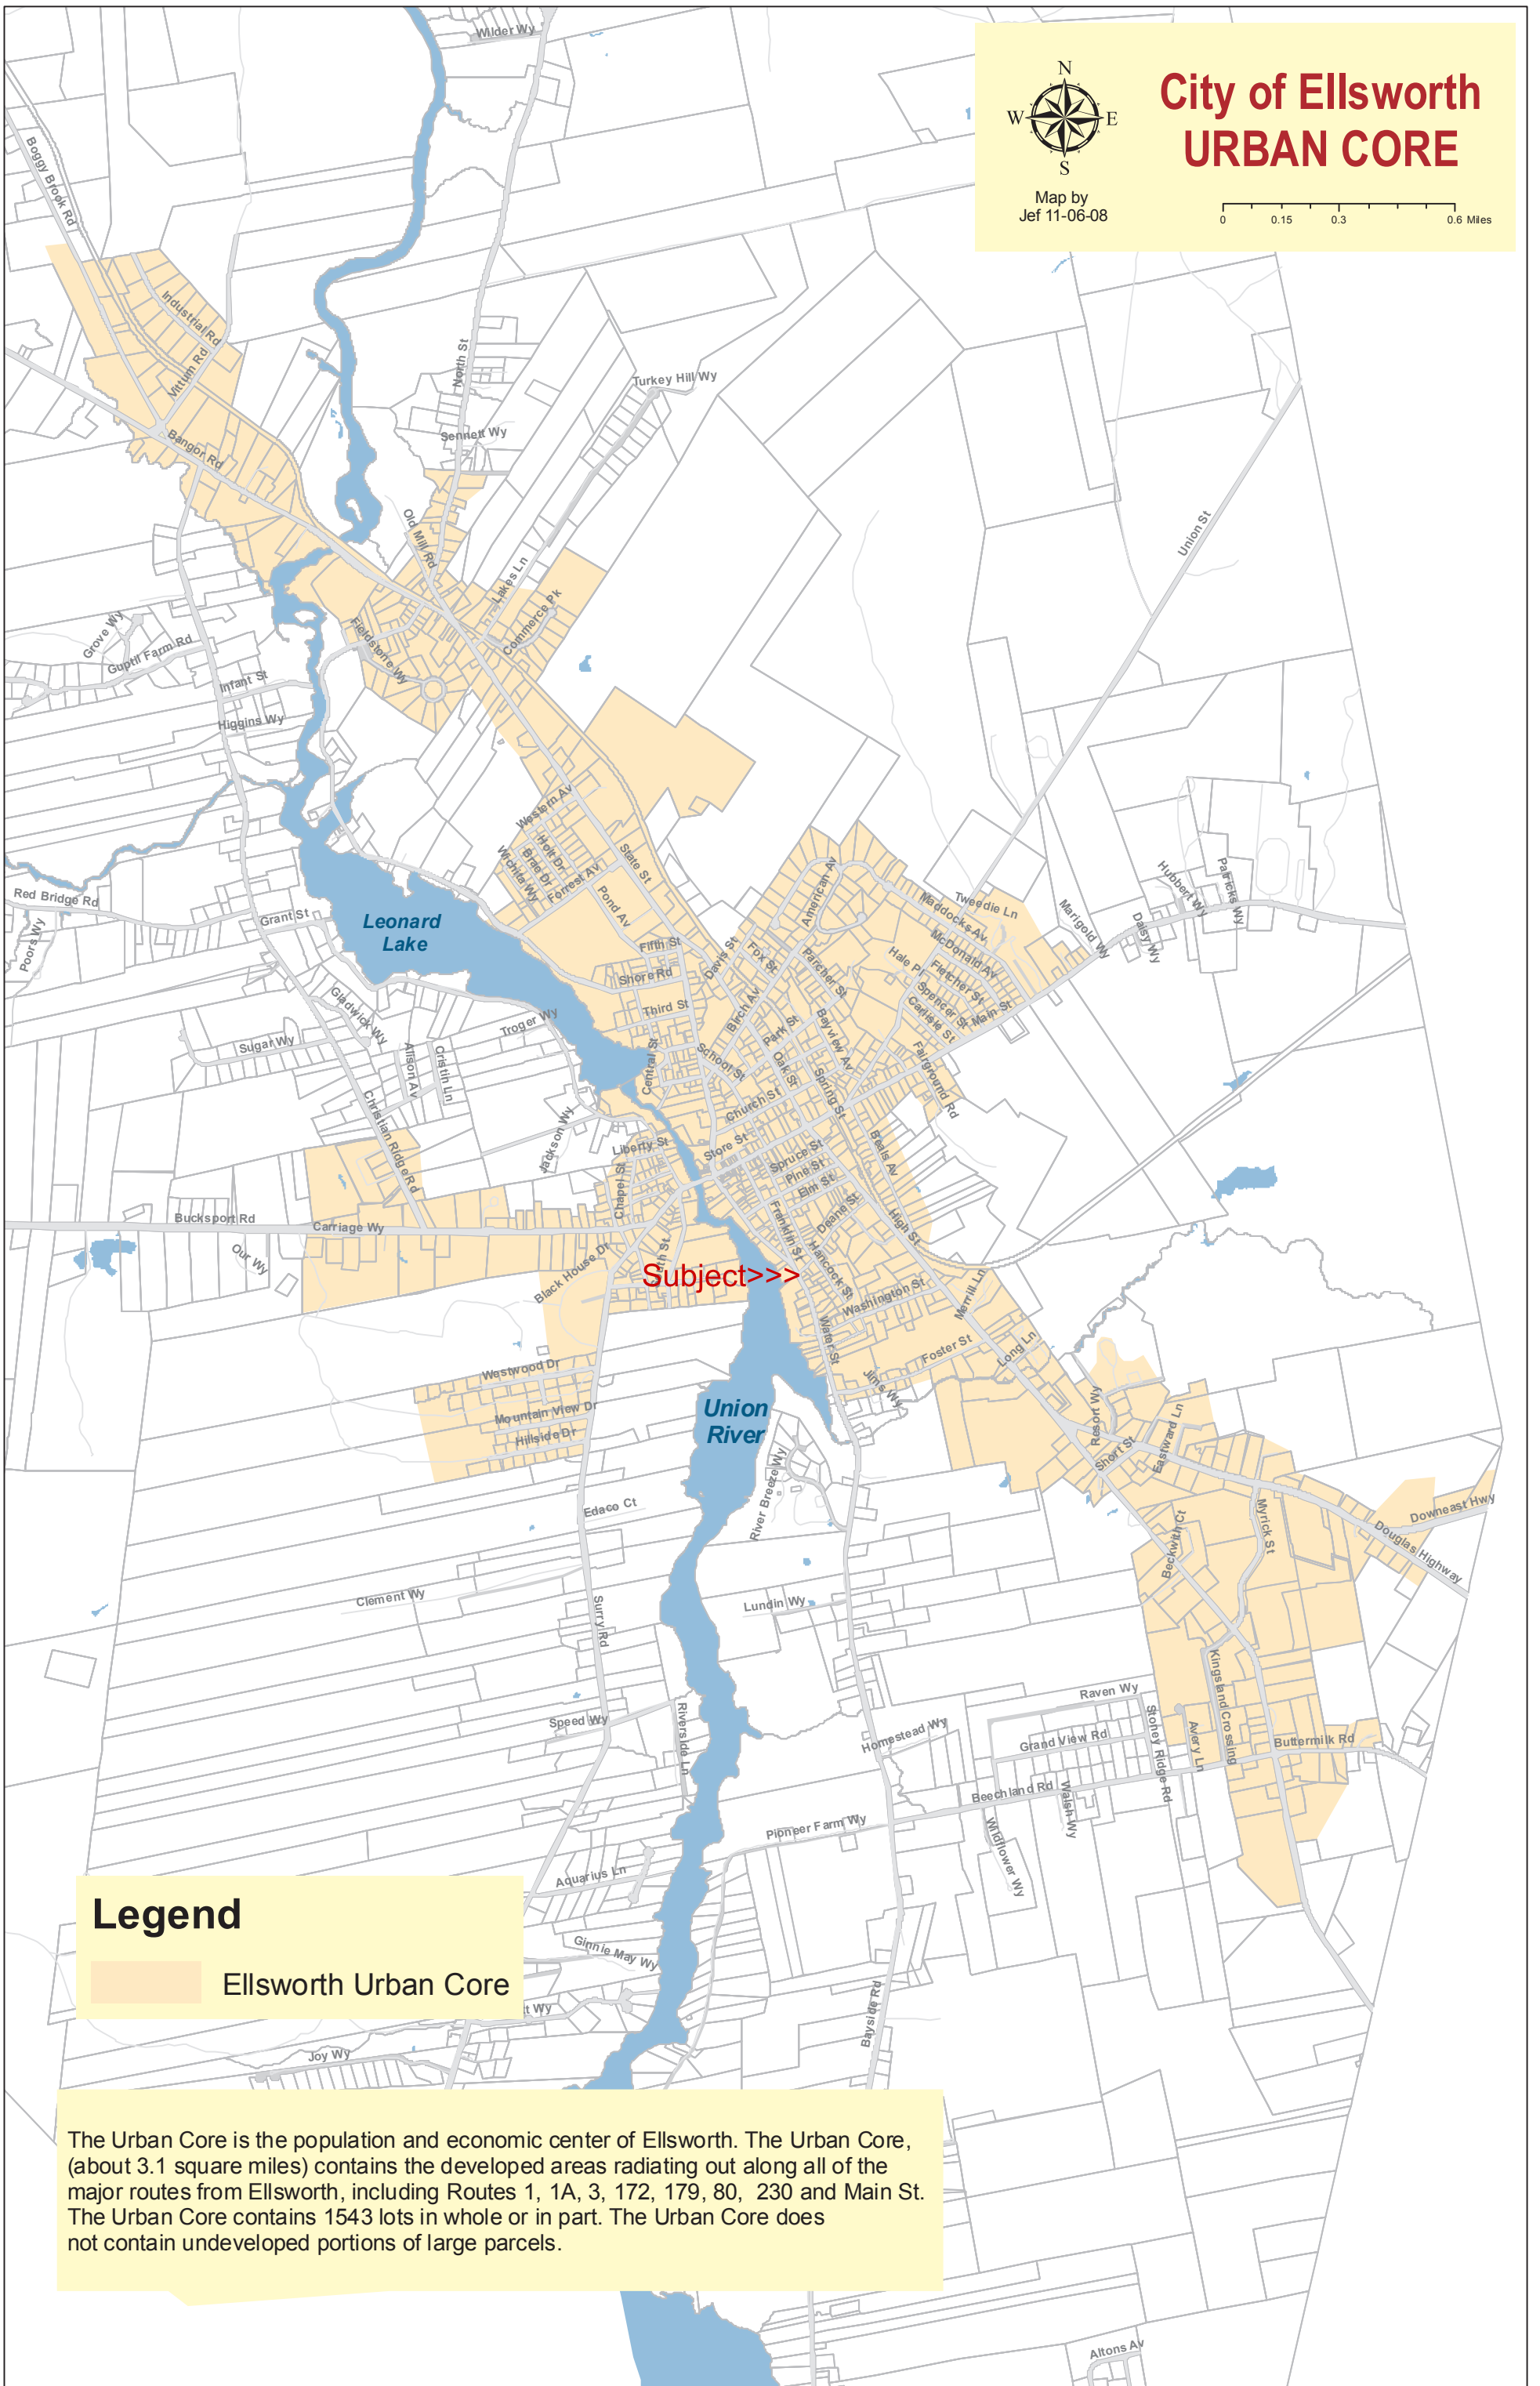 Wilder Wy
N
W
E
S
City of Ellsworth
URBAN CORE
Map by
Jef 11-06-08
0
0.15
0.3
0.6 Miles
Boggy Brook Rd
Industrial Rd
Vittum Rd
Bangor Rd
North St
Turkey Hill Wy
Sennett Wy
Old Mill Rd
Union St
Lakes Ln
Commerce Pk
Grove Wy
Guptil Farm Rd
Fieldstone Wy
Infant St
Higgins Wy
Western Av
Holt Dr
Brae Dr
Wichita Wy
Forrest Av
State St
Pond Av
American Av
Tweedie Ln
Maddocks Av
McDonald Av
Marigold Wy
Hubbert Wy
Patricks Wy
Daisy Wy
Red Bridge Rd
Poors Wy
Grant St
Leonard
Lake
Fifth St
Shore Rd
Third St
Davis St
Fox St
Parcher St
Hale Pl
Fletcher St
Spencer St
Carlisle St
Main St
Gladwick Wy
Troger Wy
Birch Av
Park St
Bayview Av
Sugar Wy
Alison Av
Cristin Ln
Central St
School St
Oak St
Spring St
Fairground Rd
Christian Ridge Rd
Jackson Wy
Church St
Liberty St
Store St
Spruce St
Pine St
Elm St
Beals Av
Chapel St
Bucksport Rd
Carriage Wy
Franklin St
Deane St
High St
Our Wy
Black House Dr
Hancock St
Subject>>>
Washington St
Merrill Ln
Water St
Foster St
Long Ln
Westwood Dr
Jims Wy
Mountain View Dr
Hillside Dr
Union
River
Resort Wy
Short St
Eastward Ln
River Breeze Wy
Edaco Ct
Myrick St
Beckwith Ct
Downeast Hwy
Douglas Highway
Clement Wy
Surry Rd
Lundin Wy
Kingsland Crossing
Raven Wy
Speed Wy
Riverside Ln
Homestead Wy
Grand View Rd
Stoney Ridge Rd
Avery Ln
Buttermilk Rd
Beechland Rd
Walsh Wy
Wildflower Wy
Pioneer Farm Wy
Aquarius Ln
Legend
Ellsworth Urban Core
Ginnie May Wy
Bayside Rd
Joy Wy
The Urban Core is the population and economic center of Ellsworth. The Urban Core,
(about 3.1 square miles) contains the developed areas radiating out along all of the
major routes from Ellsworth, including Routes 1, 1A, 3, 172, 179, 80, 230 and Main St.
The Urban Core contains 1543 lots in whole or in part. The Urban Core does
not contain undeveloped portions of large parcels.
Altons Av